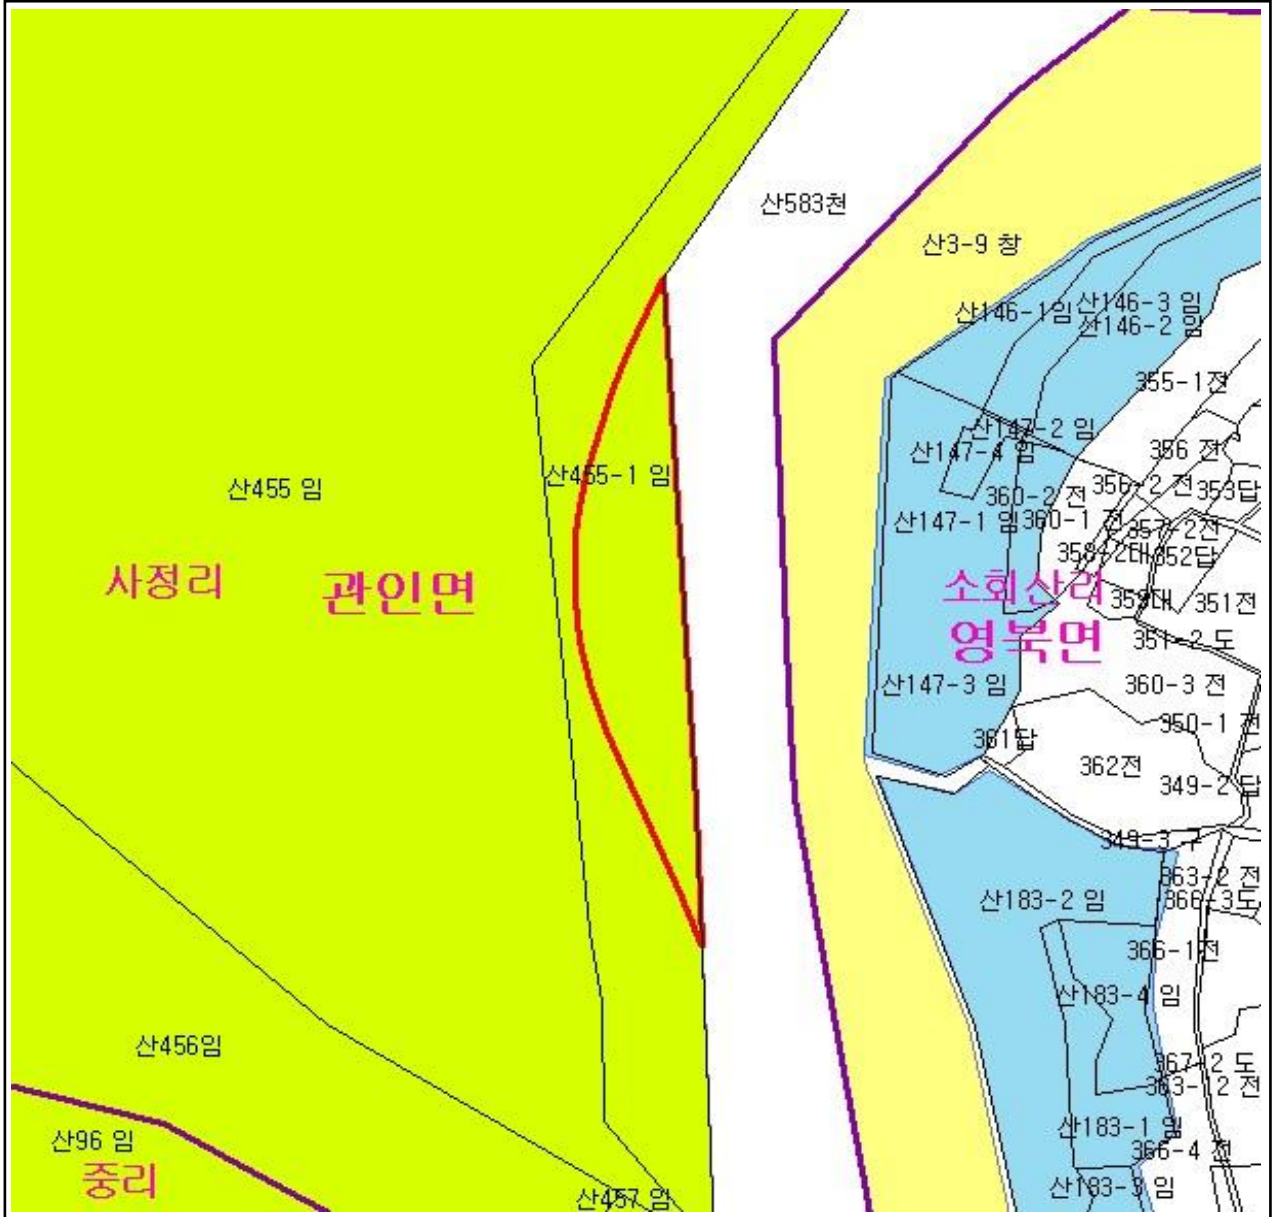 산583천
산3-9 창
산146-1임
산146-3 임
산146-2 임
355-1전
산147-2 임
산147-4 임
356 전
산455 임
산455-1 임
360-2 전
356-2 전
353답
산147-1 임
360-1 전
357-2전
358-2대
352답
사정리
관인면
소회산리
359대
351전
영북면
351-2 도
산147-3 임
360-3 전
350-1 전
361답
362전
349-2 답
349-3 구
363-2 전
산183-2 임
366-3도
366-1전
산183-4 임
산456임
367-2 도
363-12 전
산96 임
산183-1 임
366-4 전
중리
산183-3 임
산457 임